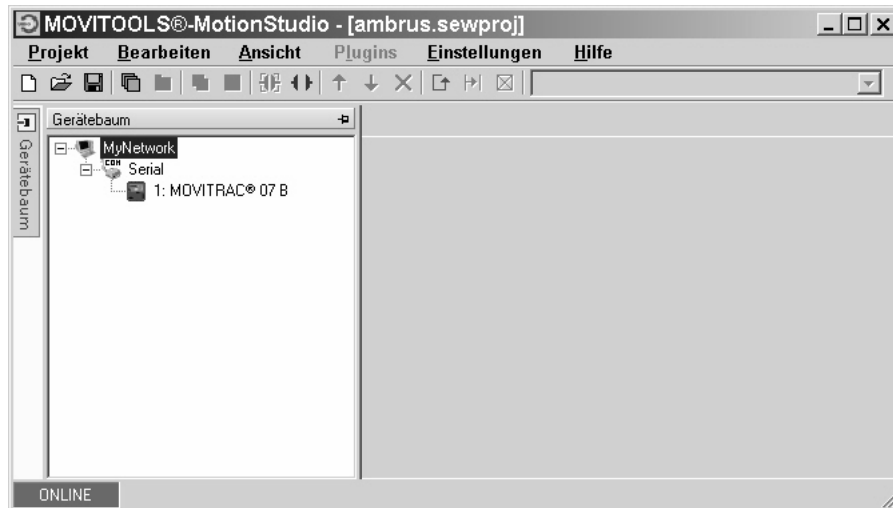 MOVITOOLS®-MotionStudio - [ambrus.sewproj]
Projekt Bearbeiten Ansicht Plugins Einstellungen Hilfe
Gerätebaum
Gerätebaum
MyNetwork
COM
Serial
1: MOVITRAC® 07 B
ONLINE